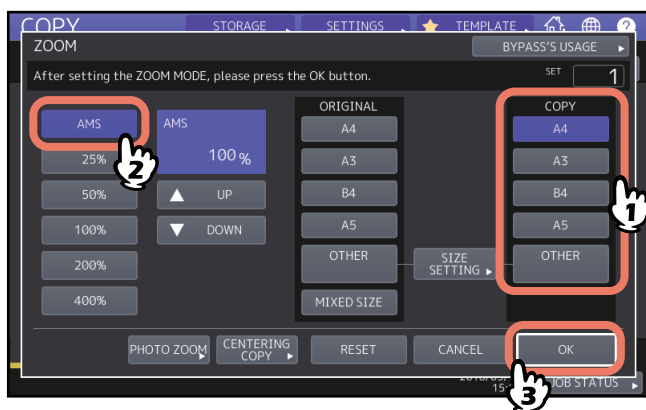 COPY STORAGE SETTINGS TEMPLATE ?
ZOOM BYPASS'S USAGE
After setting the ZOOM MODE, please press the OK button. SET 1
ORIGINAL COPY
AMS AMS A4 A4
25% 100 % A3 A3
2
50% UP B4 B4
1
100% DOWN A5 A5
200% OTHER SIZE SETTING OTHER
400% MIXED SIZE
PHOTO ZOOM CENTERING COPY RESET CANCEL OK
3
JOB STATUS